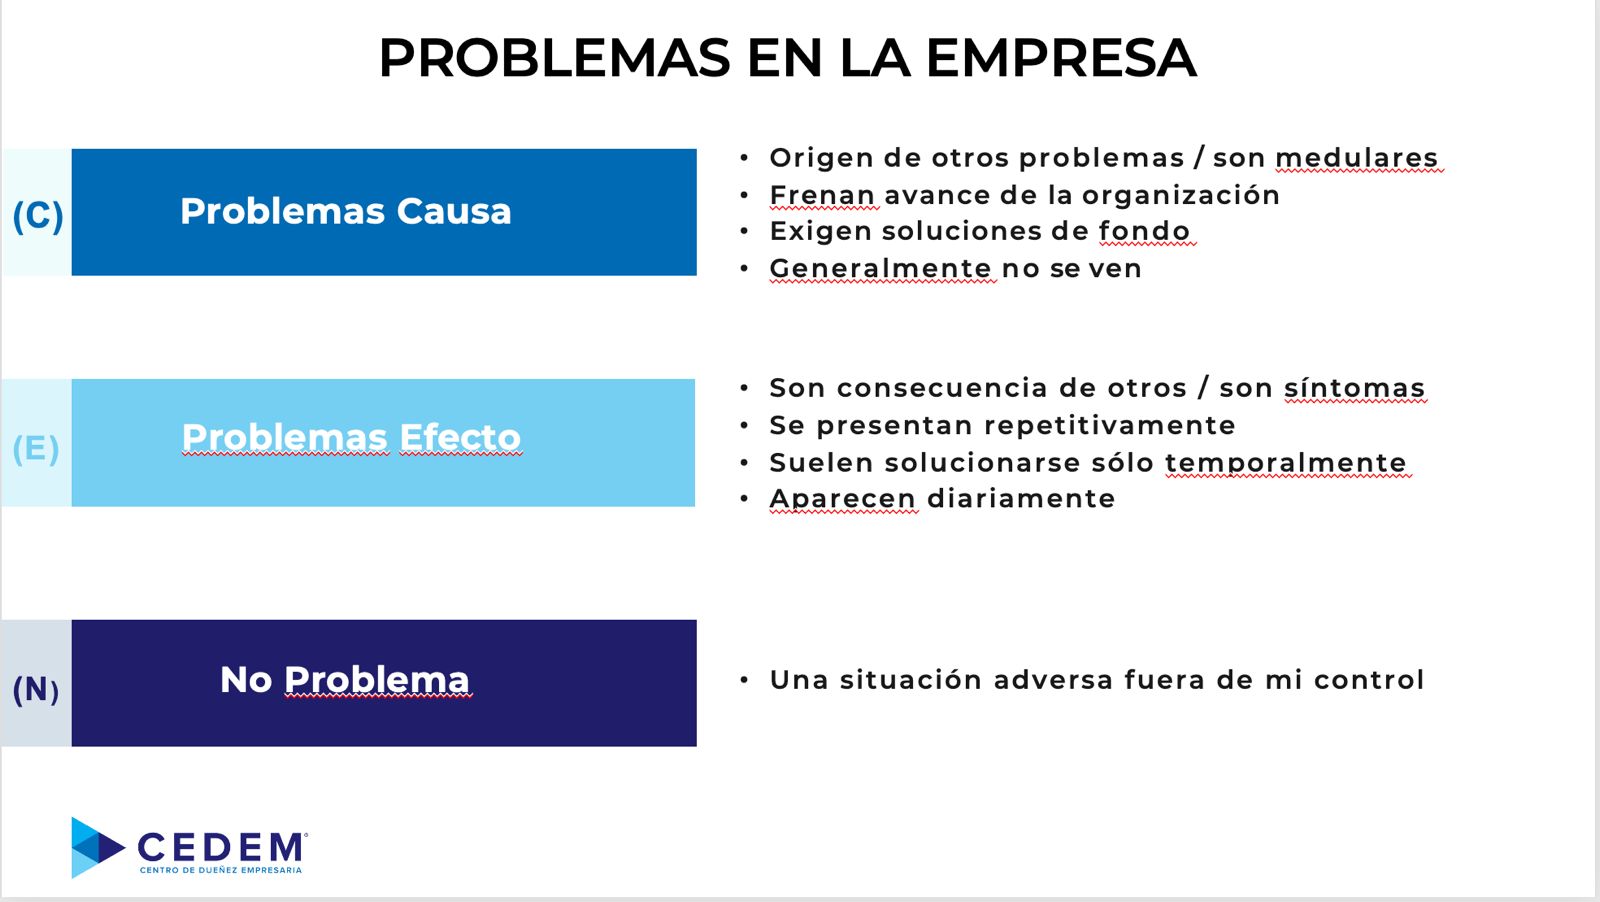 PROBLEMAS EN LA EMPRESA
(C)
Problemas Causa
• Origen de otros problemas / son medulares
• Frenan avance de la organización
• Exigen soluciones de fondo
• Generalmente no se ven
(E)
Problemas Efecto
• Son consecuencia de otros / son síntomas
• Se presentan repetitivamente
• Suelen solucionarse sólo temporalmente
• Aparecen diariamente
(N)
No Problema
• Una situación adversa fuera de mi control
CEDEM®
CENTRO DE DUEÑEZ EMPRESARIA